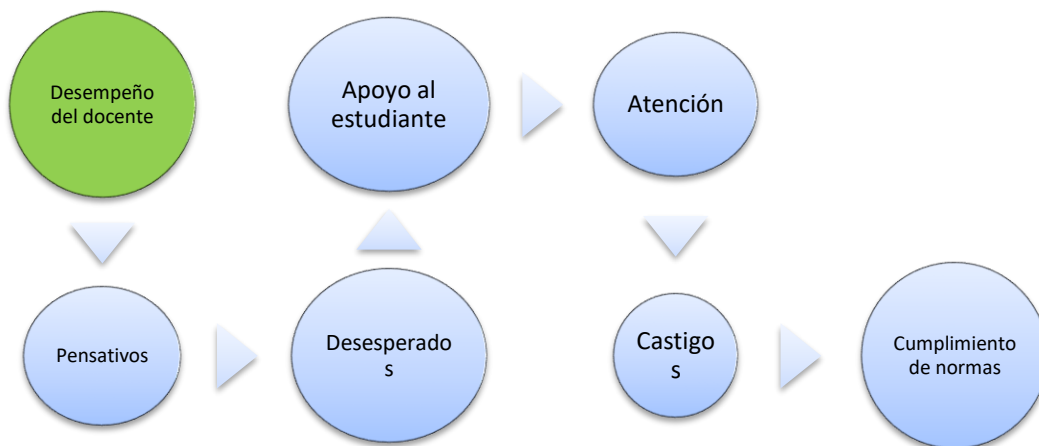 Desempeño
del docente
Pensativos
Desesperado
s
Apoyo al
estudiante
Atención
Castigo
s
Cumplimiento
de normas